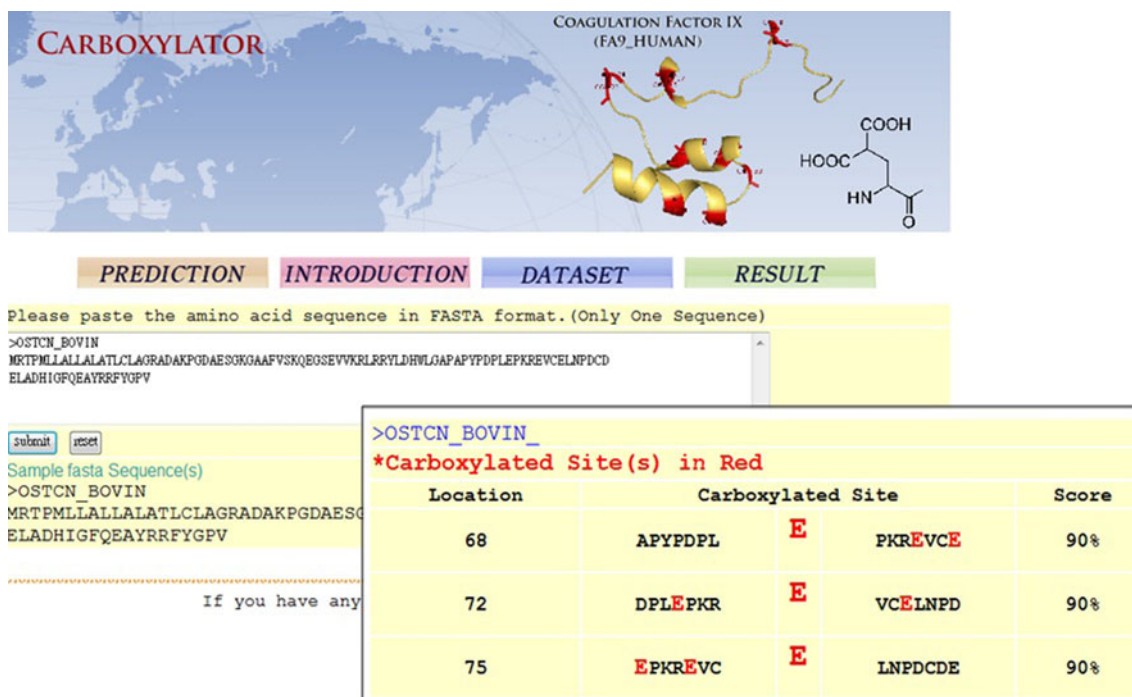 CARBOXYLATOR
COAGULATION FACTOR IX
(FA9_HUMAN)
COOH
HOOC
HN
O
PREDICTION INTRODUCTION DATASET RESULT
Please paste the amino acid sequence in FASTA format.(Only One Sequence)
>OSTCN_BOVIN
MRTPMLLALLALATLCLAGRADAKPGDAESGKGAAFVSKQEGSEVVKRLRRYLDHWLGAPAPYPDPLEPKREVCELNPDCD
ELADHIGFQEAYRRFYGPV
submit reset
Sample fasta Sequence(s)
>OSTCN_BOVIN
MRTPMLLALLALATLCLAGRADAKPGDAESG
ELADHIGFQEAYRRFYGPV
If you have any
>OSTCN_BOVIN_
*Carboxylated Site(s) in Red
Location Carboxylated Site Score
68 APYPDPL E PKREVCE 90%
72 DPLEPKR E VCELNPD 90%
75 EPKREVC E LNPDCDE 90%